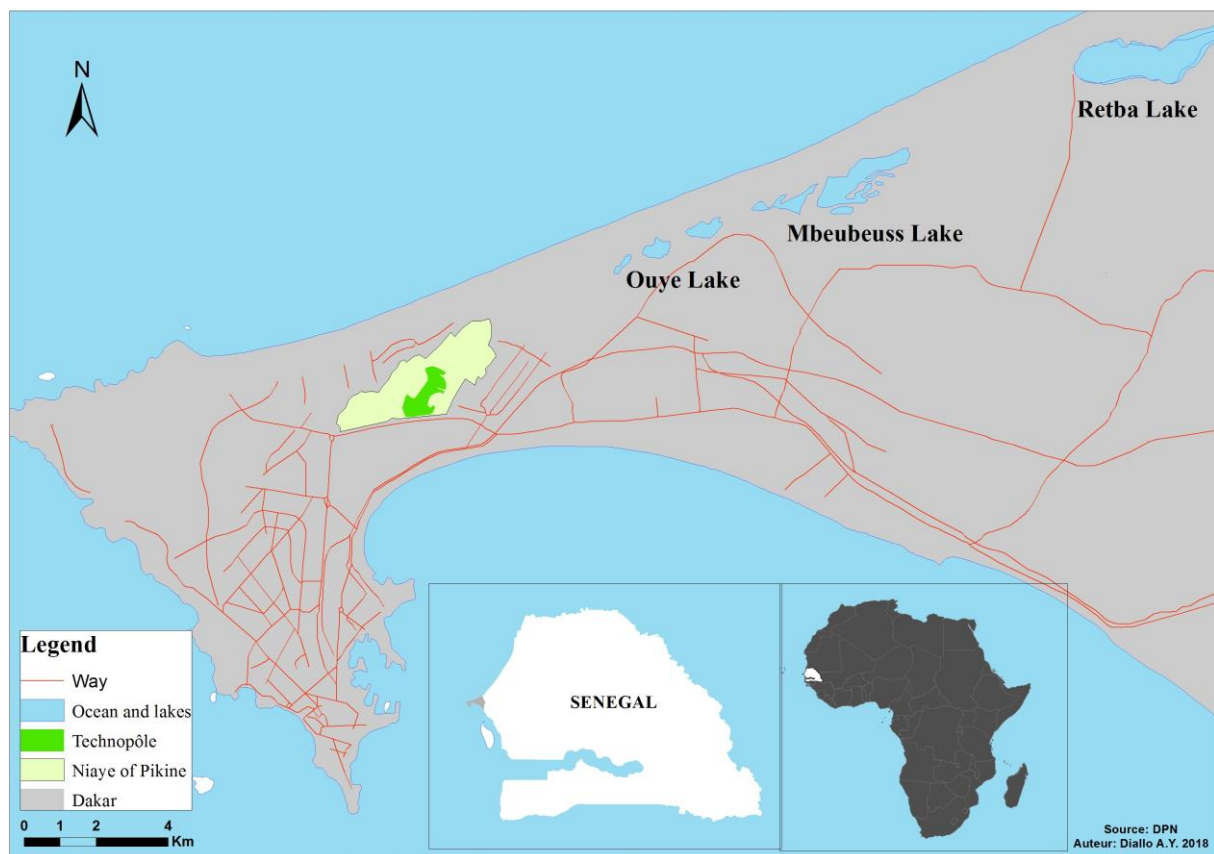 N
Retba Lake
Mbeubeuss Lake
Ouye Lake
Legend
Way
Ocean and lakes
Technopôle
Niaye of Pikine
Dakar
0 1 2 4
Km
SENEGAL
Source: DPN
Auteur: Diallo A.Y. 2018